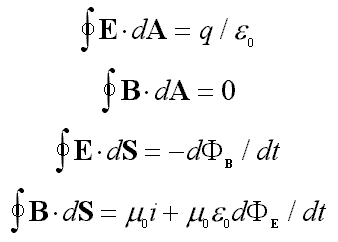 ∮E·dA = q / ε₀
∮B·dA = 0
∮E·dS = −dΦ_B / dt
∮B·dS = μ₀i + μ₀ε₀dΦ_E / dt